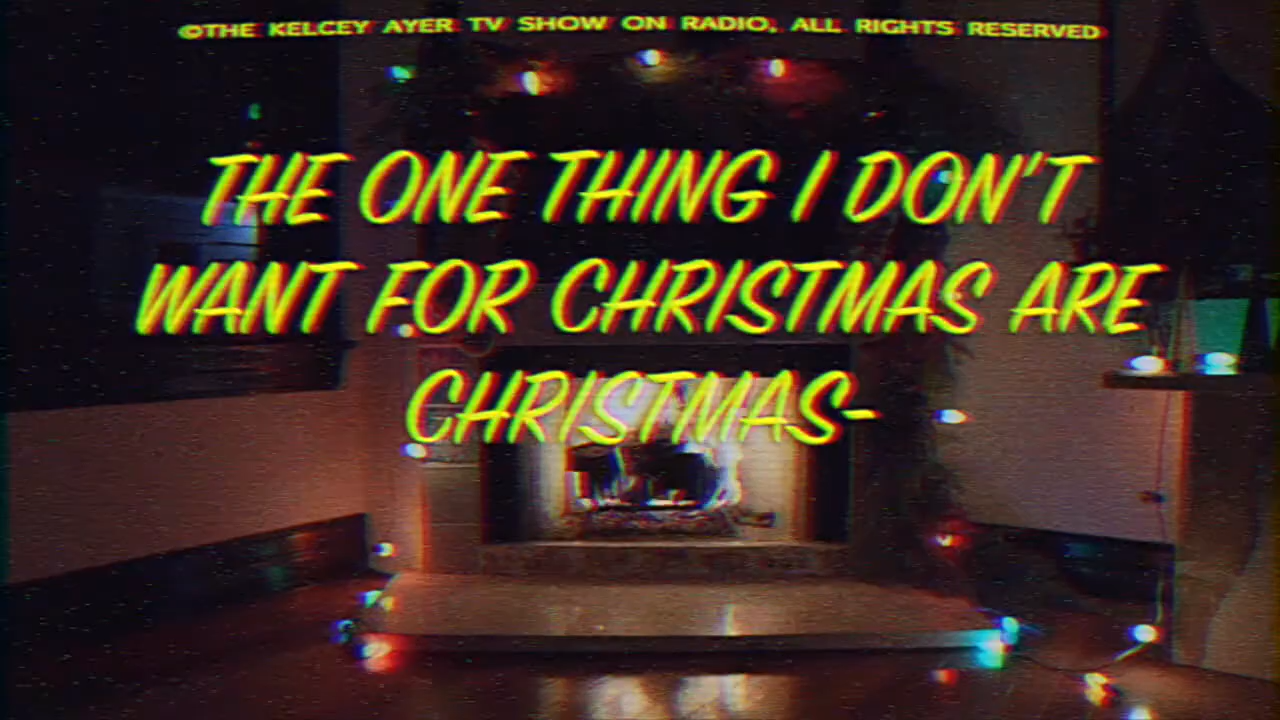 ©THE KELCEY AYER TV SHOW ON RADIO, ALL RIGHTS RESERVED
THE ONE THING I DON'T
WANT FOR CHRISTMAS ARE
CHRISTMAS-